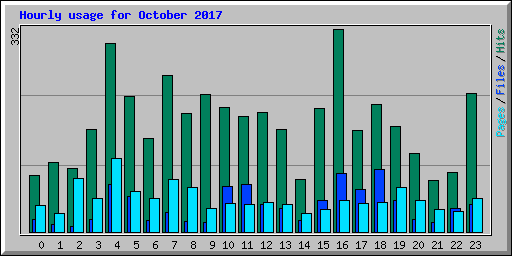 Hourly usage for October 2017
332
Pages/Files/Hits
0 1 2 3 4 5 6 7 8 9 10 11 12 13 14 15 16 17 18 19 20 21 22 23